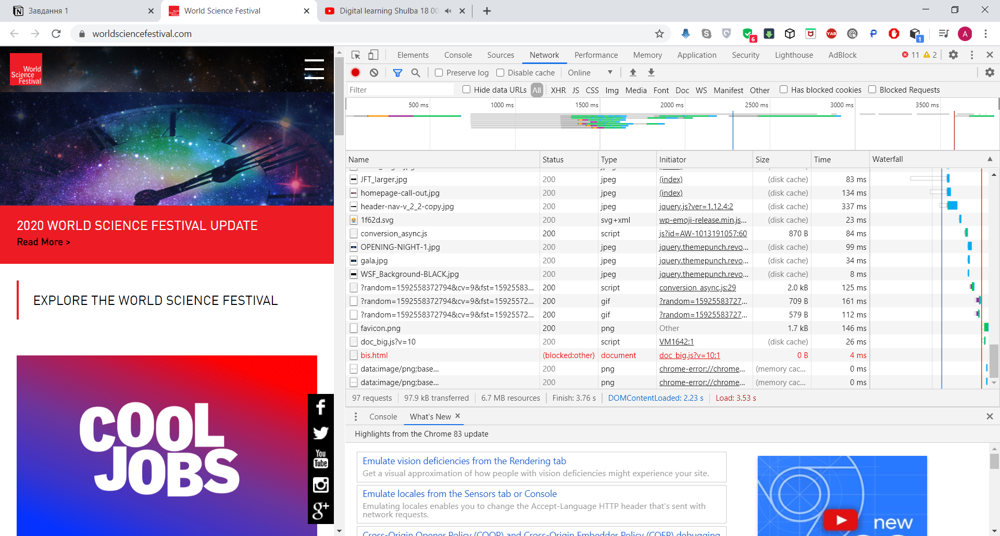 Завдання 1
World Science Festival
Digital learning Shulba 18 00
worldsciencefestival.com
6
YAB
1
A
World
Science
Festival
2020 WORLD SCIENCE FESTIVAL UPDATE
Read More >
EXPLORE THE WORLD SCIENCE FESTIVAL
COOL
JOBS
You
Tube
g+
Elements Console Sources Network Performance Memory Application Security Lighthouse AdBlock 11 2
Preserve log Disable cache Online
Filter Hide data URLs All XHR JS CSS Img Media Font Doc WS Manifest Other Has blocked cookies Blocked Requests
500 ms 1000 ms 1500 ms 2000 ms 2500 ms 3000 ms 3500 ms
Name Status Type Initiator Size Time Waterfall
JFT_larger.jpg 200 jpeg (index) (disk cache) 83 ms
homepage-call-out.jpg 200 jpeg (index) (disk cache) 134 ms
header-nav-v_2_2-copy.jpg 200 jpeg jquery.js?ver=1.12.4:2 (disk cache) 337 ms
1f62d.svg 200 svg+xml wp-emoji-release.min.js... (disk cache) 23 ms
conversion_async.js 200 script js?id=AW-1013191057:60 870 B 84 ms
OPENING-NIGHT-1.jpg 200 jpeg jquery.themepunch.revo... (disk cache) 99 ms
gala.jpg 200 jpeg jquery.themepunch.revo... (disk cache) 34 ms
WSF_Background-BLACK.jpg 200 jpeg jquery.themepunch.revo... (disk cache) 8 ms
?random=1592558372794&cv=9&fst=15925583... 200 script conversion_async.js:29 2.0 kB 125 ms
?random=1592558372794&cv=9&fst=15925572... 200 gif ?random=15925583727... 709 B 161 ms
?random=1592558372794&cv=9&fst=15925572... 200 gif ?random=15925583727... 579 B 112 ms
favicon.png 200 png Other 1.7 kB 146 ms
doc_big.js?v=10 200 script VM1642:1 (disk cache) 26 ms
bis.html (blocked:other) document doc_big.js?v=10:1 0 B 4 ms
data:image/png;base... 200 png chrome-error://chrome... (memory cac... 0 ms
data:image/png;base... 200 png chrome-error://chrome... (memory cac... 0 ms
97 requests 97.9 kB transferred 6.7 MB resources Finish: 3.76 s DOMContentLoaded: 2.23 s Load: 3.53 s
Console What's New
Highlights from the Chrome 83 update
Emulate vision deficiencies from the Rendering tab
Get a visual approximation of how people with vision deficiencies might experience your site.
Emulate locales from the Sensors tab or Console
Emulating locales enables you to change the Accept-Language HTTP header that's sent with
network requests.
Cross-Origin Opener Policy (COOP) and Cross-Origin Embedder Policy (COEP) debugging
new